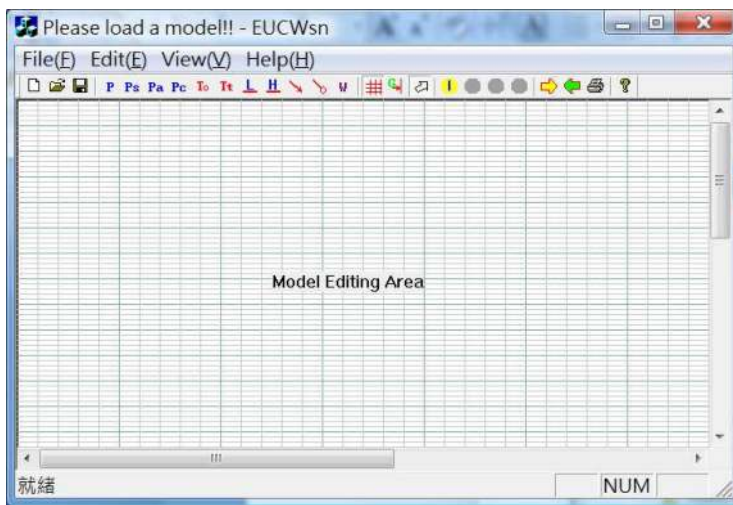 Please load a model!! - EUCWsn
File(F) Edit(E) View(V) Help(H)
P Ps Pa Pc To Tt L H W G I ?
Model Editing Area
就緒
NUM